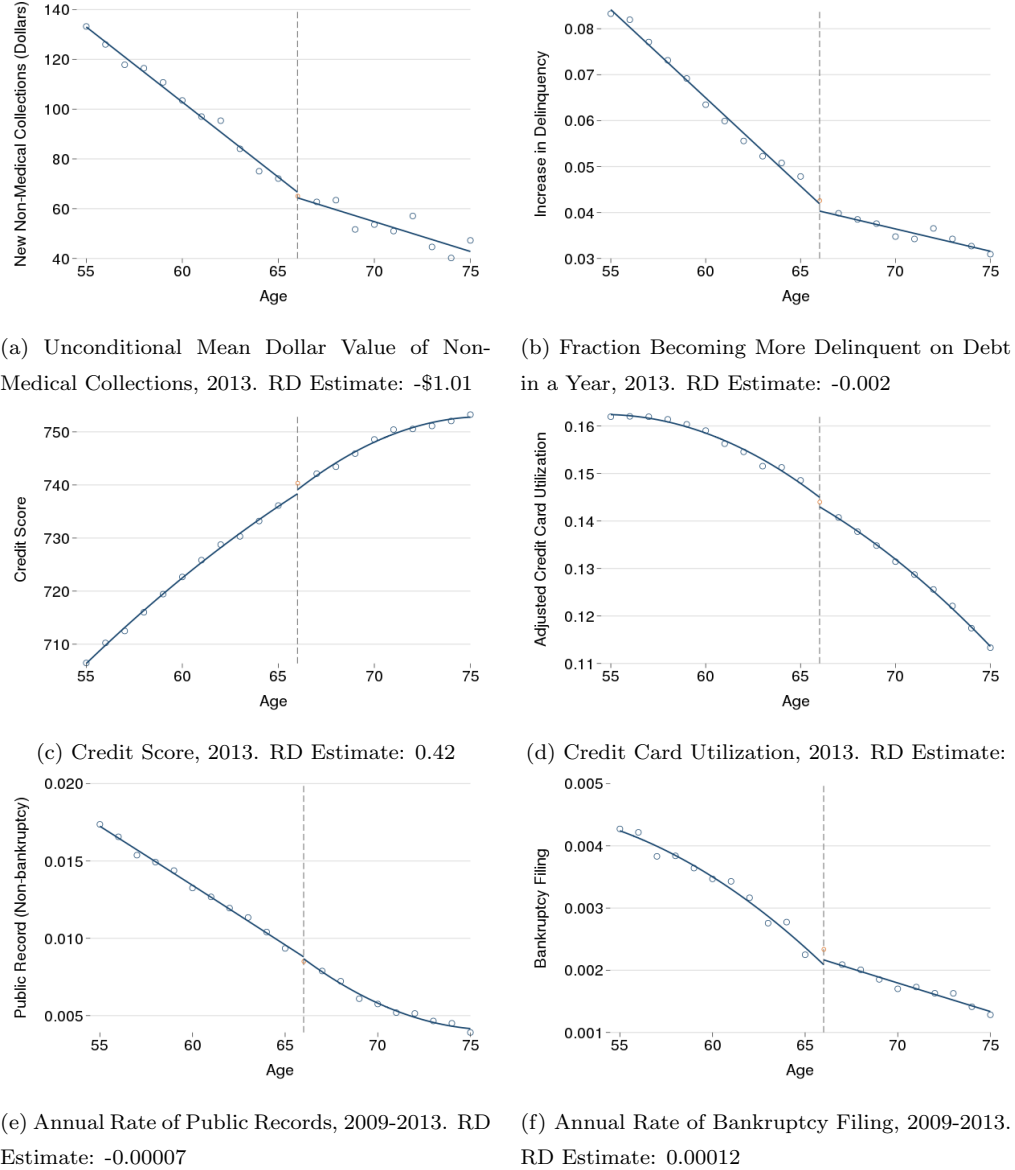 New Non-Medical Collections (Dollars)
140
120
100
80
60
40
55
60
65
70
75
Age
Increase in Delinquency
0.08
0.07
0.06
0.05
0.04
0.03
55
60
65
70
75
Age
(a) Unconditional Mean Dollar Value of Non-
Medical Collections, 2013. RD Estimate: -$1.01
(b) Fraction Becoming More Delinquent on Debt
in a Year, 2013. RD Estimate: -0.002
Credit Score
750
740
730
720
710
55
60
65
70
75
Age
Adjusted Credit Card Utilization
0.16
0.15
0.14
0.13
0.12
0.11
55
60
65
70
75
Age
(c) Credit Score, 2013. RD Estimate: 0.42
(d) Credit Card Utilization, 2013. RD Estimate:
Public Record (Non-bankruptcy)
0.020
0.015
0.010
0.005
55
60
65
70
75
Age
Bankruptcy Filing
0.005
0.004
0.003
0.002
0.001
55
60
65
70
75
Age
(e) Annual Rate of Public Records, 2009-2013. RD
Estimate: -0.00007
(f) Annual Rate of Bankruptcy Filing, 2009-2013.
RD Estimate: 0.00012